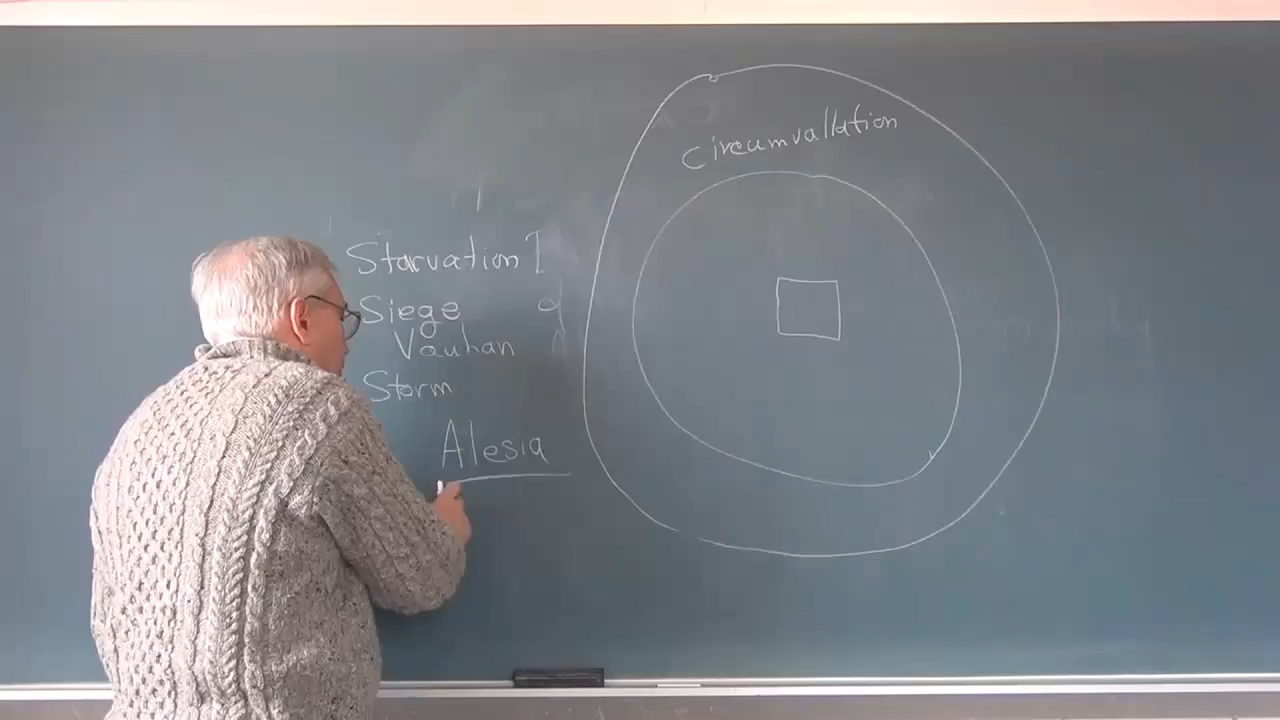 circumvallation
Starvation
Siege
Vauban
Storm
Alesia